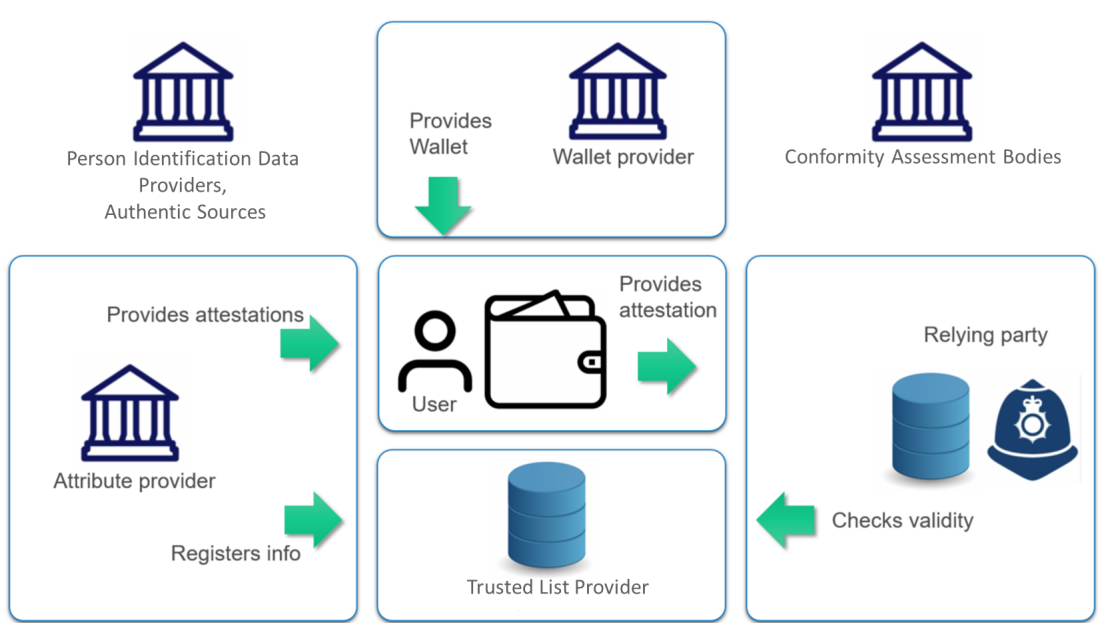 Person Identification Data
Providers,
Authentic Sources
Provides
Wallet
Wallet provider
Conformity Assessment Bodies
Provides attestations
Attribute provider
Registers info
User
Provides
attestation
Trusted List Provider
Relying party
Checks validity